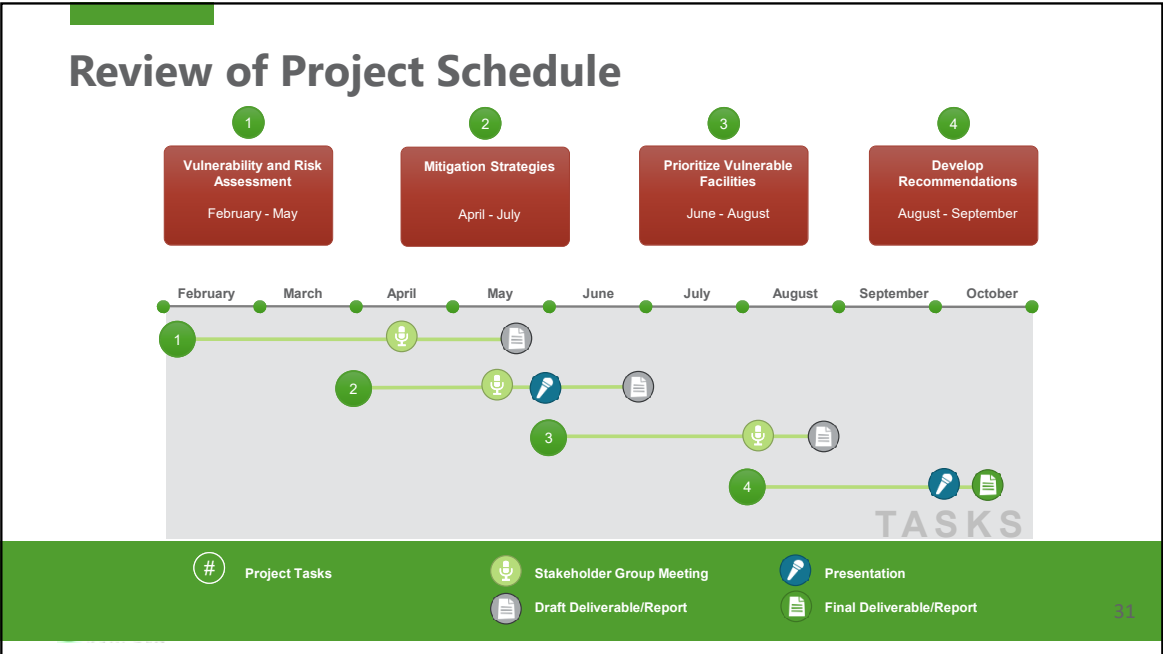 Review of Project Schedule
1
2
3
4
Vulnerability and Risk
Assessment
February - May
Mitigation Strategies
April - July
Prioritize Vulnerable
Facilities
June - August
Develop
Recommendations
August - September
February March April May June July August September October
1
2
3
4
TASKS
# Project Tasks
Stakeholder Group Meeting
Presentation
Draft Deliverable/Report
Final Deliverable/Report
31